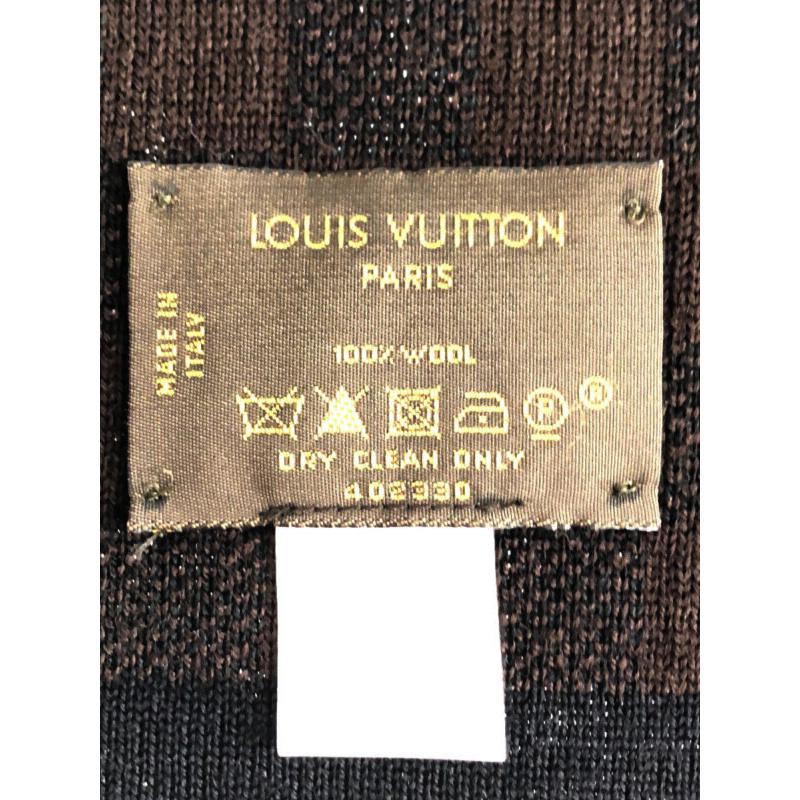 LOUIS VUITTON
PARIS
MADE IN
ITALY
100% WOOL
DRY CLEAN ONLY
402330